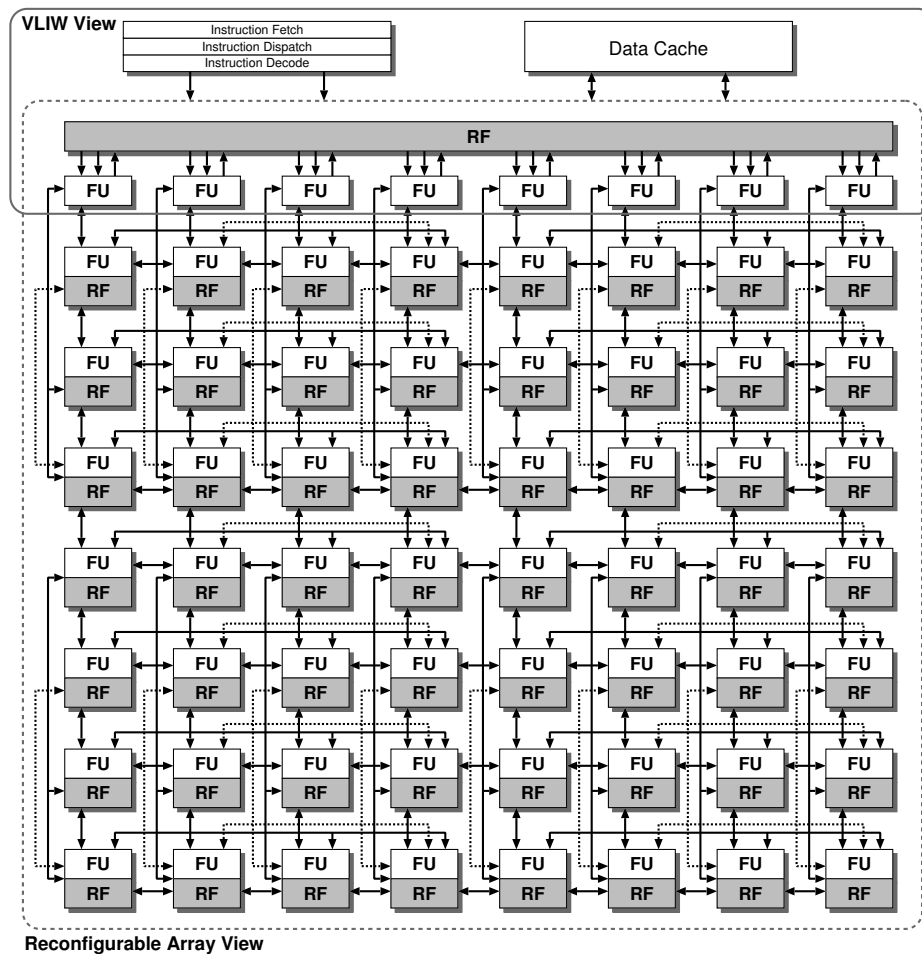 VLIW View
Instruction Fetch
Instruction Dispatch
Instruction Decode
Data Cache
RF
FU FU FU FU FU FU FU FU
FU FU FU FU FU FU FU FU
RF RF RF RF RF RF RF RF
FU FU FU FU FU FU FU FU
RF RF RF RF RF RF RF RF
FU FU FU FU FU FU FU FU
RF RF RF RF RF RF RF RF
FU FU FU FU FU FU FU FU
RF RF RF RF RF RF RF RF
FU FU FU FU FU FU FU FU
RF RF RF RF RF RF RF RF
FU FU FU FU FU FU FU FU
RF RF RF RF RF RF RF RF
FU FU FU FU FU FU FU FU
RF RF RF RF RF RF RF RF
Reconfigurable Array View